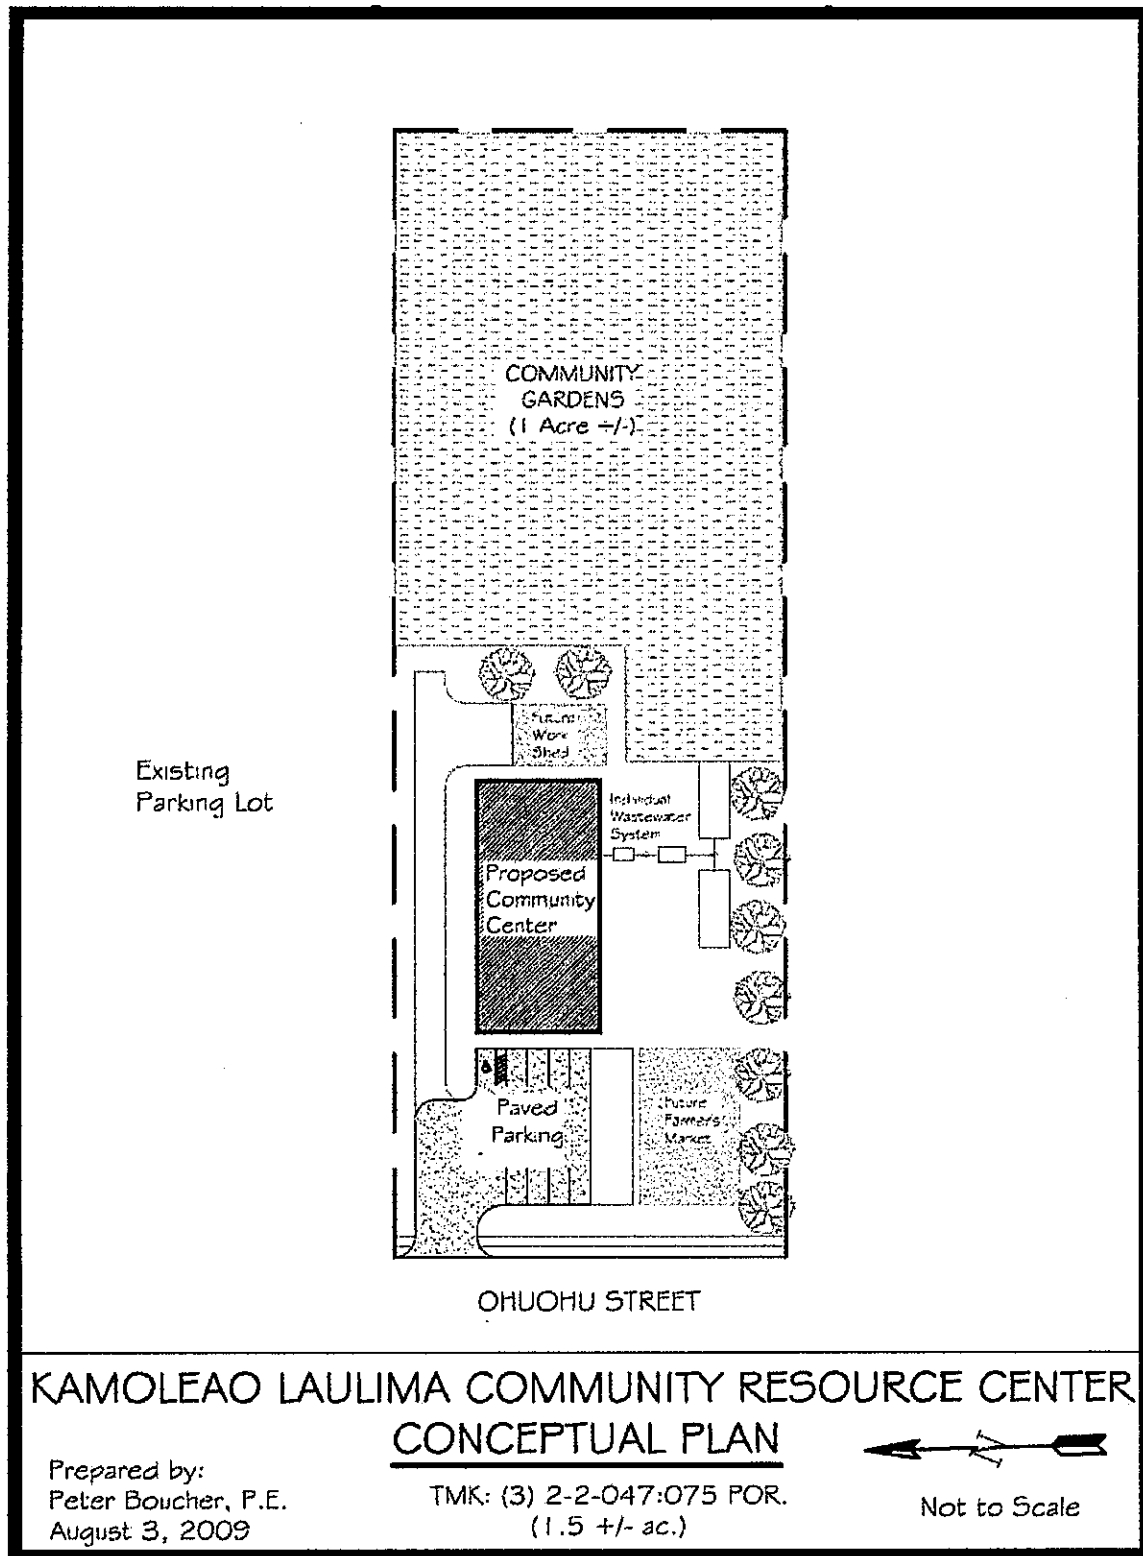 COMMUNITY
GARDENS
(1 Acre +/-)
Future
Work
Shed
Existing
Parking Lot
Individual
Wastewater
System
Proposed
Community
Center
Paved
Parking
Future
Farmer's
Market
OHUOHU STREET
KAMOLEAO LAULIMA COMMUNITY RESOURCE CENTER
CONCEPTUAL PLAN
Prepared by:
Peter Boucher, P.E.
August 3, 2009
TMK: (3) 2-2-047:075 POR.
(1.5 +/- ac.)
N
Not to Scale